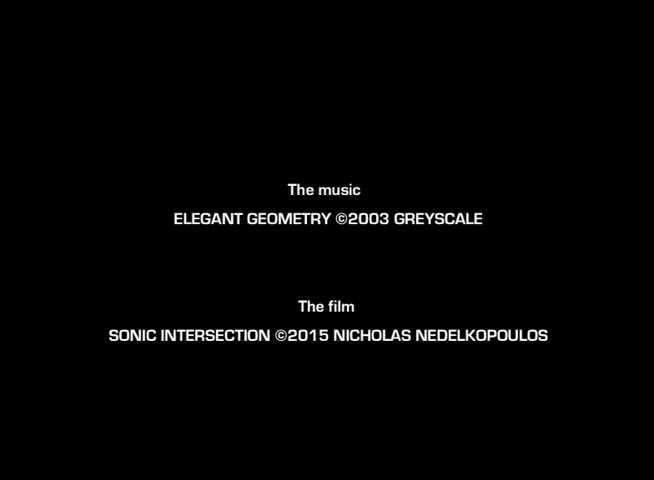 The music
ELEGANT GEOMETRY ©2003 GREYSCALE
The film
SONIC INTERSECTION ©2015 NICHOLAS NEDELKOPOULOS